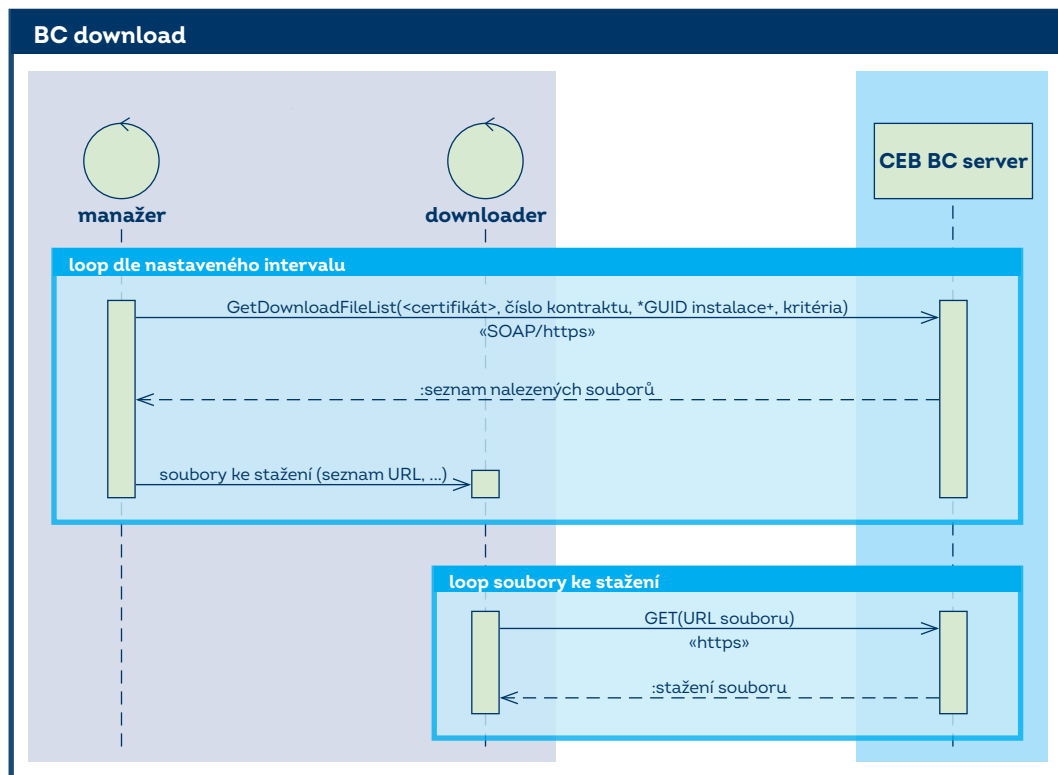 BC download
manažer
downloader
CEB BC server
loop dle nastaveného intervalu
GetDownloadFileList(<certifikát>, číslo kontraktu, *GUID instalace+, kritéria)
«SOAP/https»
:seznam nalezených souborů
soubory ke stažení (seznam URL, ...)
loop soubory ke stažení
GET(URL souboru)
«https»
:stažení souboru